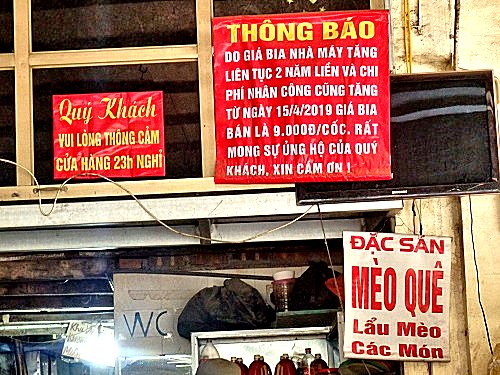 THÔNG BÁO
DO GIÁ BIA NHÀ MÁY TĂNG
LIÊN TỤC 2 NĂM LIỀN VÀ CHI
PHÍ NHÂN CÔNG CŨNG TĂNG
TỪ NGÀY 15/4/2019 GIÁ BIA
BÁN LÀ 9.000Đ/CỐC. RẤT
MONG SỰ ỦNG HỘ CỦA QUÝ
KHÁCH, XIN CẢM ƠN !
Quý Khách
VUI LÒNG THÔNG CẢM
CỬA HÀNG 23h NGHỈ
ĐẶC SẢN
MÈO QUÊ
Lẩu Mèo
Các Món
WC